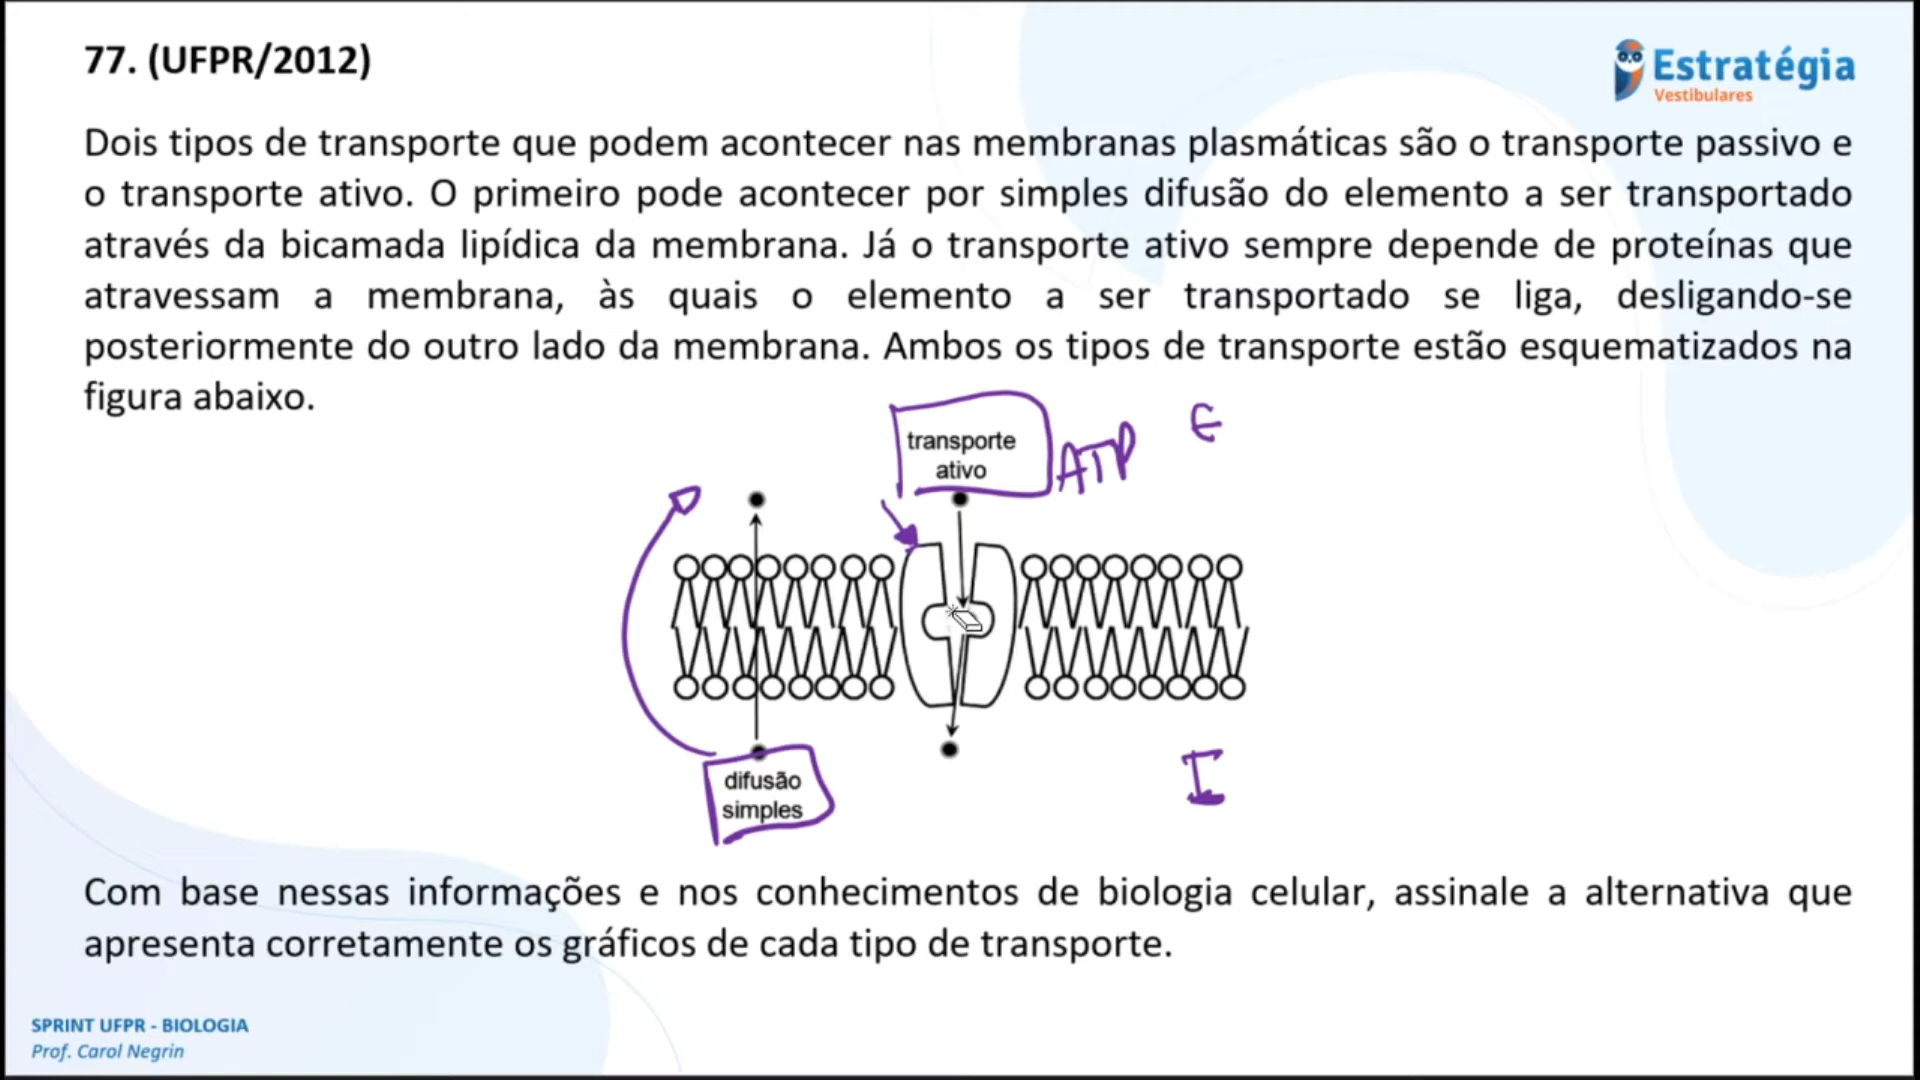 77. (UFPR/2012)
Estratégia
Vestibulares
Dois tipos de transporte que podem acontecer nas membranas plasmáticas são o transporte passivo e
o transporte ativo. O primeiro pode acontecer por simples difusão do elemento a ser transportado
através da bicamada lipídica da membrana. Já o transporte ativo sempre depende de proteínas que
atravessam a membrana, às quais o elemento a ser transportado se liga, desligando-se
posteriormente do outro lado da membrana. Ambos os tipos de transporte estão esquematizados na
figura abaixo.
transporte
ativo
ATP
E
I
difusão
simples
Com base nessas informações e nos conhecimentos de biologia celular, assinale a alternativa que
apresenta corretamente os gráficos de cada tipo de transporte.
SPRINT UFPR - BIOLOGIA
Prof. Carol Negrin